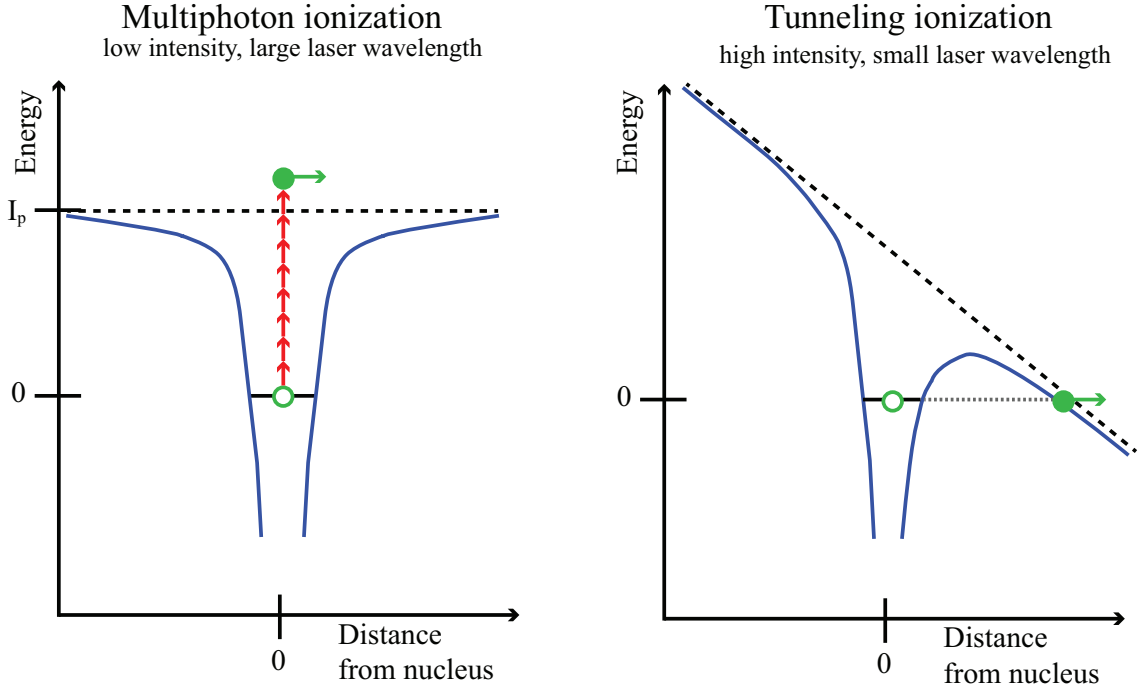 Multiphoton ionization
low intensity, large laser wavelength
Energy
I_p
0
0
Distance
from nucleus
Tunneling ionization
high intensity, small laser wavelength
Energy
0
0
Distance
from nucleus